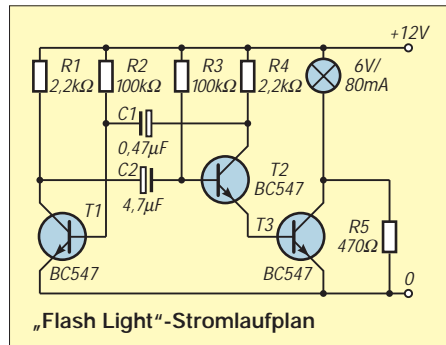 +12V
R1
2,2kΩ
R2
100kΩ
R3
100kΩ
R4
2,2kΩ
6V/
80mA
C1
0,47µF
C2
4,7µF
T1
BC547
T2
BC547
T3
BC547
R5
470Ω
0
„Flash Light“-Stromlaufplan